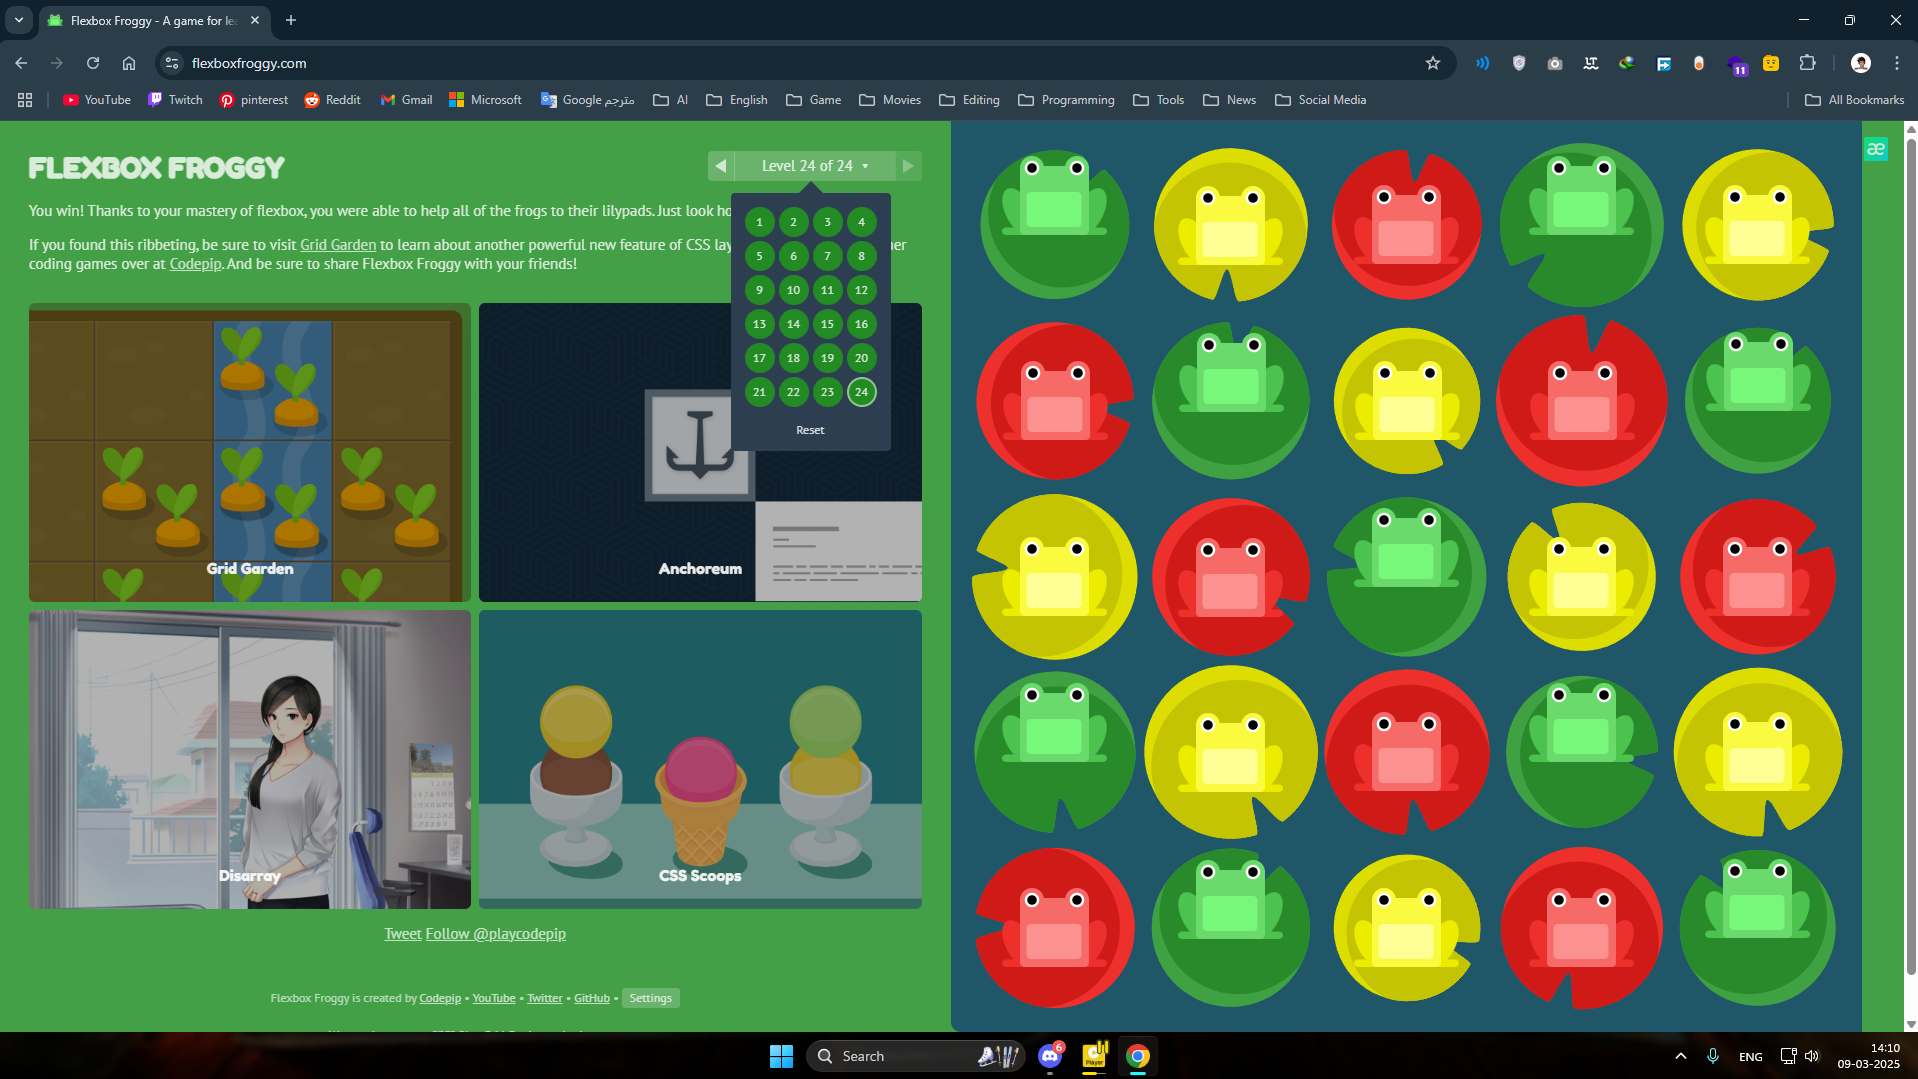 Flexbox Froggy - A game for le
flexboxfroggy.com
11
YouTube
Twitch
pinterest
Reddit
Gmail
Microsoft
Google مترجم
AI
English
Game
Movies
Editing
Programming
Tools
News
Social Media
All Bookmarks
FLEXBOX FROGGY
Level 24 of 24
æ
You win! Thanks to your mastery of flexbox, you were able to help all of the frogs to their lilypads. Just look ho
If you found this ribbeting, be sure to visit Grid Garden to learn about another powerful new feature of CSS lay
her
coding games over at Codepip. And be sure to share Flexbox Froggy with your friends!
1 2 3 4
5 6 7 8
9 10 11 12
13 14 15 16
17 18 19 20
21 22 23 24
Reset
Grid Garden
Anchoreum
Disarray
CSS Scoops
Tweet Follow @playcodepip
Flexbox Froggy is created by Codepip • YouTube • Twitter • GitHub • Settings
Search
6
Player
ENG
14:10
09-03-2025